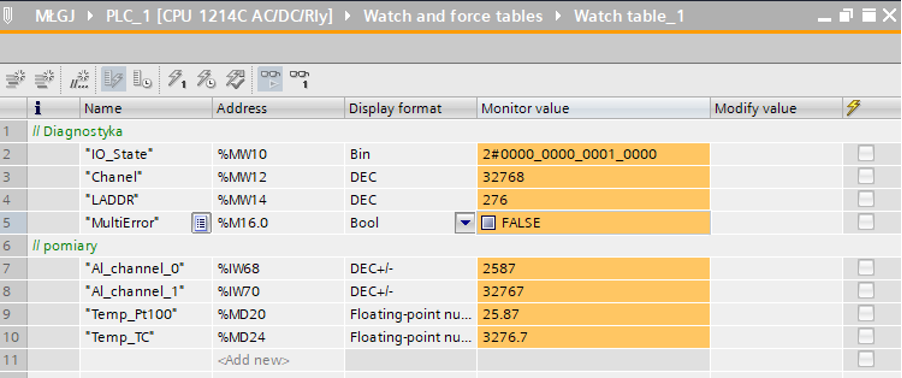 MŁGJ ▸ PLC_1 [CPU 1214C AC/DC/Rly] ▸ Watch and force tables ▸ Watch table_1
i Name Address Display format Monitor value Modify value
1 // Diagnostyka
2 "IO_State" %MW10 Bin 2#0000_0000_0001_0000
3 "Chanel" %MW12 DEC 32768
4 "LADDR" %MW14 DEC 276
5 "MultiError" %M16.0 Bool FALSE
6 // pomiary
7 "AI_channel_0" %IW68 DEC+/- 2587
8 "AI_channel_1" %IW70 DEC+/- 32767
9 "Temp_Pt100" %MD20 Floating-point nu... 25.87
10 "Temp_TC" %MD24 Floating-point nu... 3276.7
11 <Add new>